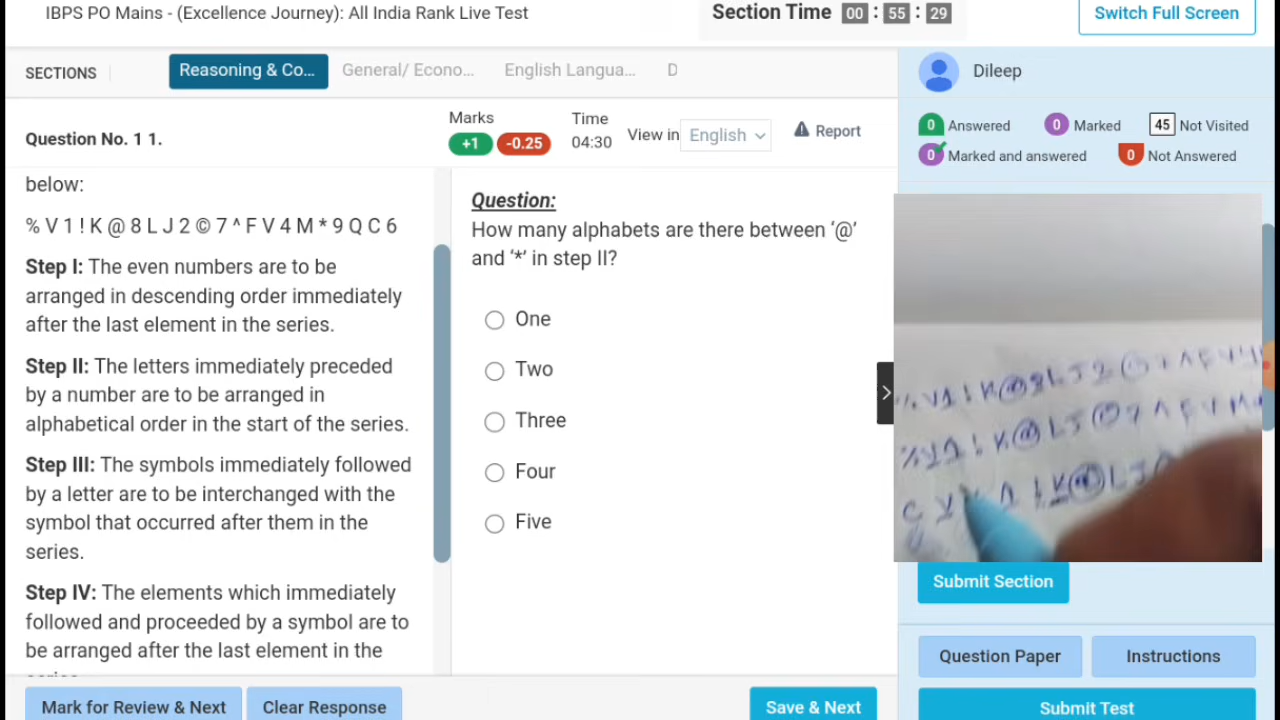 IBPS PO Mains - (Excellence Journey): All India Rank Live Test
Section Time 00 : 55 : 29
Switch Full Screen
SECTIONS
Reasoning & Co...
General/ Econo...
English Langua...
D
Dileep
Question No. 1 1.
Marks
+1 -0.25
Time
04:30
View in English
Report
0 Answered
0 Marked
45 Not Visited
0 Marked and answered
0 Not Answered
below:
% V 1 ! K @ 8 L J 2 © 7 ^ F V 4 M * 9 Q C 6
Step I: The even numbers are to be
arranged in descending order immediately
after the last element in the series.
Step II: The letters immediately preceded
by a number are to be arranged in
alphabetical order in the start of the series.
Step III: The symbols immediately followed
by a letter are to be interchanged with the
symbol that occurred after them in the
series.
Step IV: The elements which immediately
followed and proceeded by a symbol are to
be arranged after the last element in the
Question:
How many alphabets are there between ‘@’
and ‘*’ in step II?
One
Two
Three
Four
Five
% V 1 ! K @ 8 L J 2 © 7 ^ F V 4
% V 1 ! K @ L J © 7 ^ F V M
Submit Section
Question Paper
Instructions
Mark for Review & Next
Clear Response
Save & Next
Submit Test